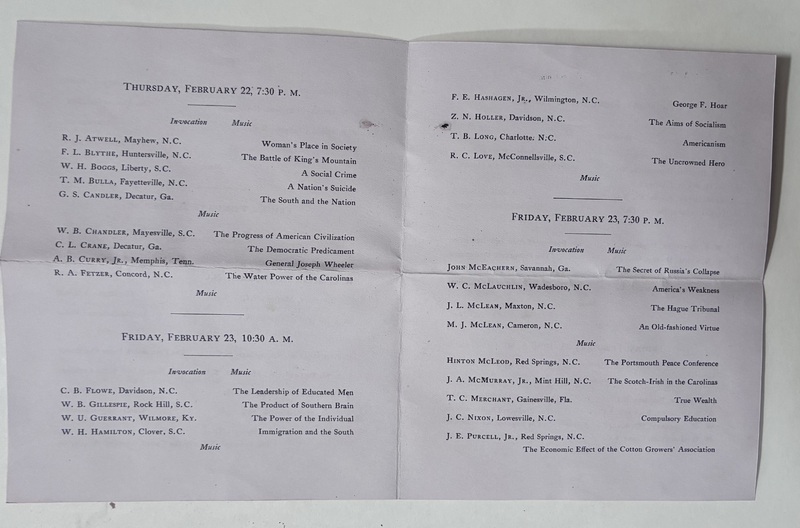 THURSDAY, FEBRUARY 22, 7:30 P. M.
Invocation Music
R. J. ATWELL, Mayhew, N.C. Woman's Place in Society
F. L. BLYTHE, Huntersville, N.C. The Battle of King's Mountain
W. H. BOGGS, Liberty, S.C. A Social Crime
T. M. BULLA, Fayetteville, N.C. A Nation's Suicide
G. S. CANDLER, Decatur, Ga. The South and the Nation
Music
W. B. CHANDLER, Mayesville, S.C. The Progress of American Civilization
C. L. CRANE, Decatur, Ga. The Democratic Predicament
A. B. CURRY, JR., Memphis, Tenn. General Joseph Wheeler
R. A. FETZER, Concord, N.C. The Water Power of the Carolinas
Music
FRIDAY, FEBRUARY 23, 10:30 A. M.
Invocation Music
C. B. FLOWE, Davidson, N.C. The Leadership of Educated Men
W. B. GILLESPIE, Rock Hill, S.C. The Product of Southern Brain
W. U. GUERRANT, WILMORE, KY. The Power of the Individual
W. H. HAMILTON, Clover, S.C. Immigration and the South
Music
F. E. HASHAGEN, JR., Wilmington, N.C. George F. Hoar
Z. N. HOLLER, Davidson, N.C. The Aims of Socialism
T. B. LONG, Charlotte, N.C. Americanism
R. C. LOVE, McConnellsville, S.C. The Uncrowned Hero
Music
FRIDAY, FEBRUARY 23, 7:30 P. M.
Invocation Music
JOHN MCEACHERN, Savannah, Ga. The Secret of Russia's Collapse
W. C. MCLAUCHLIN, Wadesboro, N.C. America's Weakness
J. L. MCLEAN, Maxton, N.C. The Hague Tribunal
M. J. MCLEAN, Cameron, N.C. An Old-fashioned Virtue
Music
HINTON MCLEOD, Red Springs, N.C. The Portsmouth Peace Conference
J. A. MCMURRAY, JR., Mint Hill, N.C. The Scotch-Irish in the Carolinas
T. C. MERCHANT, Gainesville, Fla. True Wealth
J. C. NIXON, Lowesville, N.C. Compulsory Education
J. E. PURCELL, JR., Red Springs, N.C.
The Economic Effect of the Cotton Growers' Association